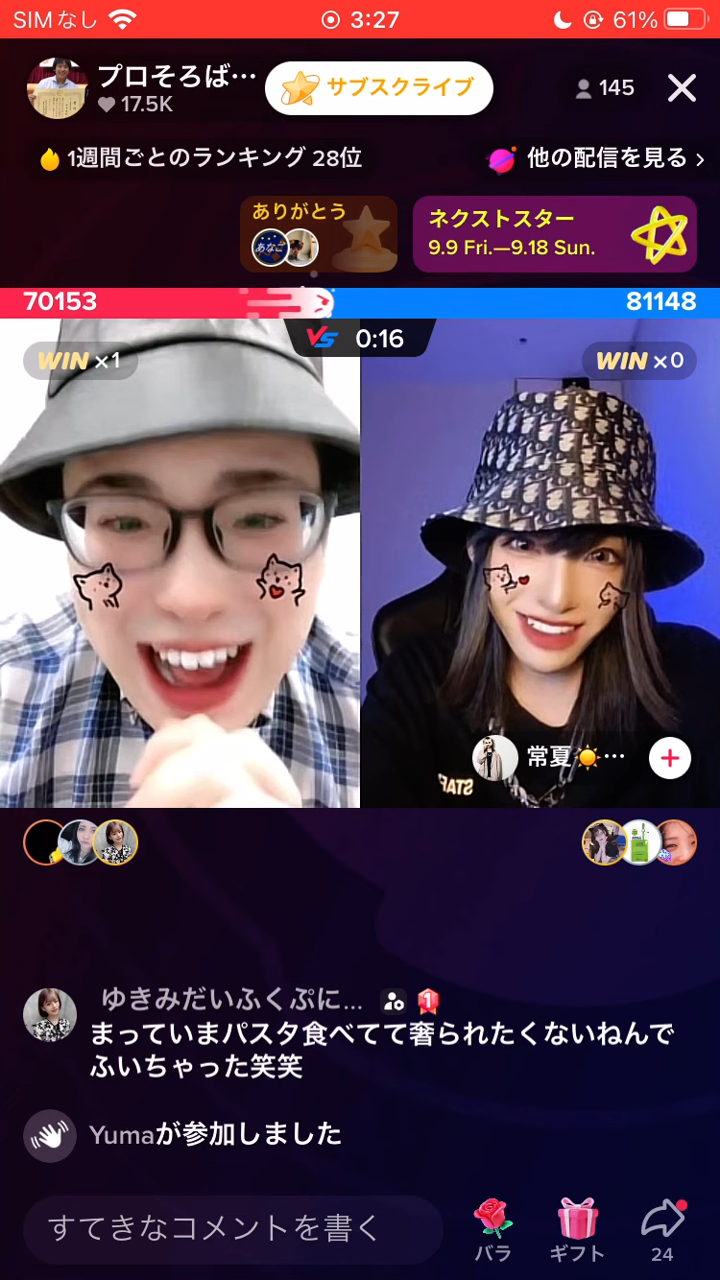 SIMなし 3:27 61%
プロそろば… サブスクライブ 145
17.5K
1週間ごとのランキング 28位 他の配信を見る
ありがとう ネクストスター
あなご 9.9 Fri.—9.18 Sun.
70153 81148
WIN ×1 VS 0:16 WIN ×0
常夏☀️…
STAFF
ゆきみだいふくぷに… 1
まっていまパスタ食べてて奢られたくないねんで
ふいちゃった笑笑
Yumaが参加しました
すてきなコメントを書く バラ ギフト 24